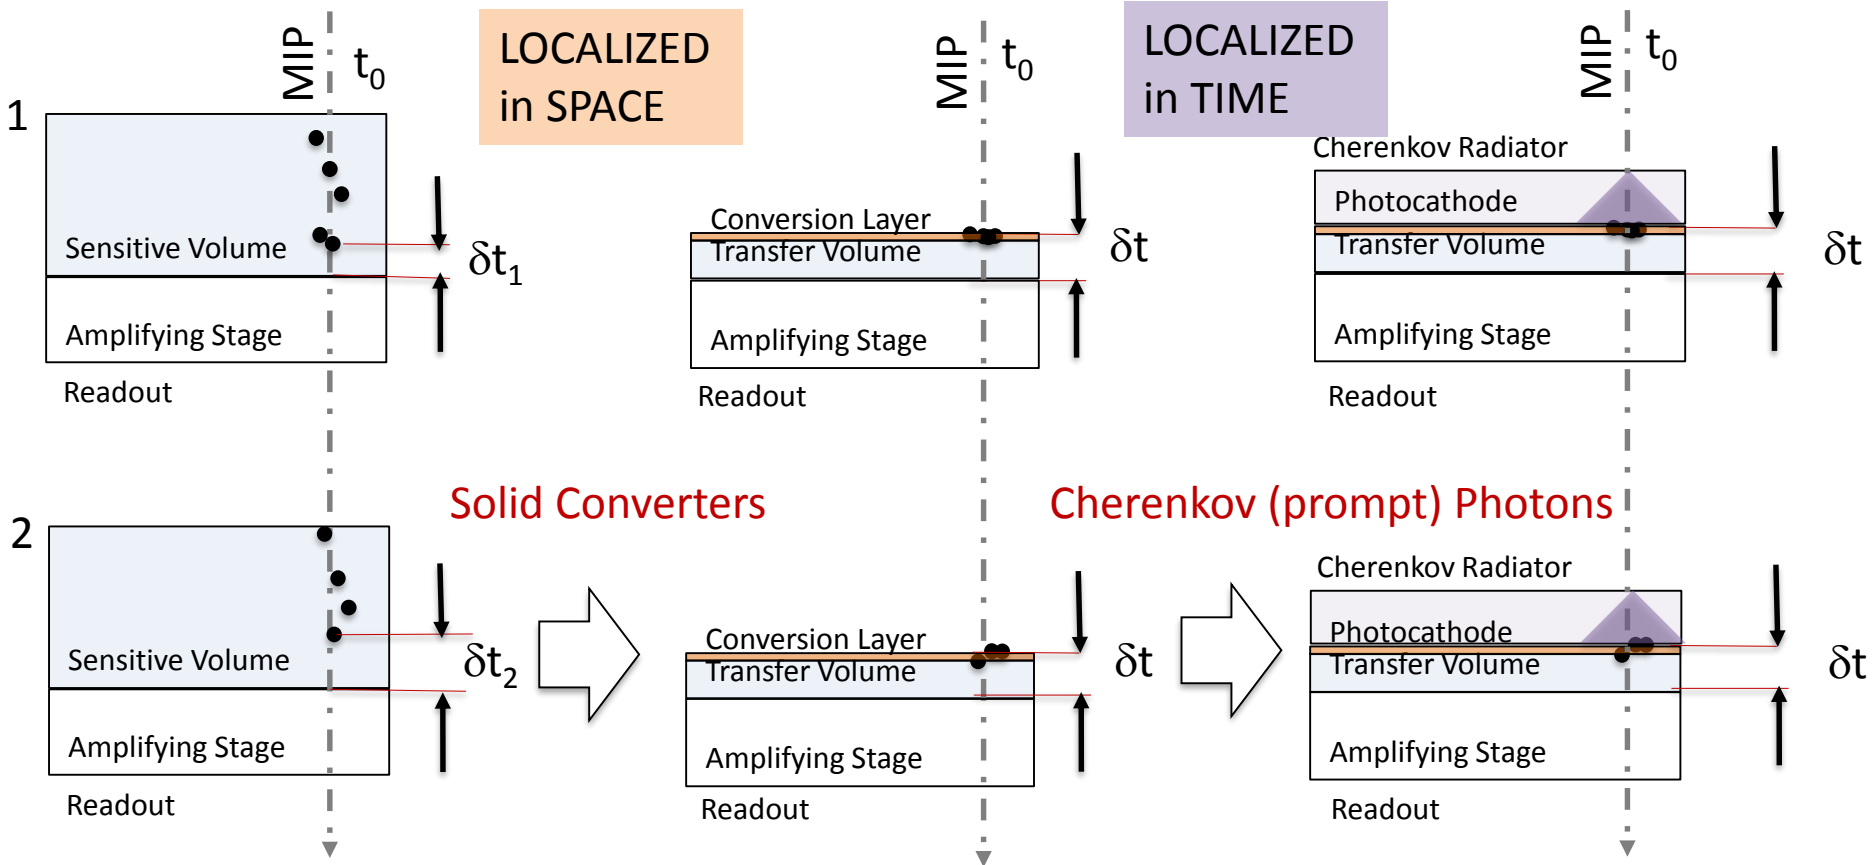 1
MIP
t0
Sensitive Volume
δt1
Amplifying Stage
Readout
LOCALIZED
in SPACE
MIP
t0
Conversion Layer
Transfer Volume
δt
Amplifying Stage
Readout
LOCALIZED
in TIME
MIP
t0
Cherenkov Radiator
Photocathode
Transfer Volume
δt
Amplifying Stage
Readout
Solid Converters
Cherenkov (prompt) Photons
2
Sensitive Volume
δt2
Amplifying Stage
Readout
Conversion Layer
Transfer Volume
δt
Amplifying Stage
Readout
Cherenkov Radiator
Photocathode
Transfer Volume
δt
Amplifying Stage
Readout